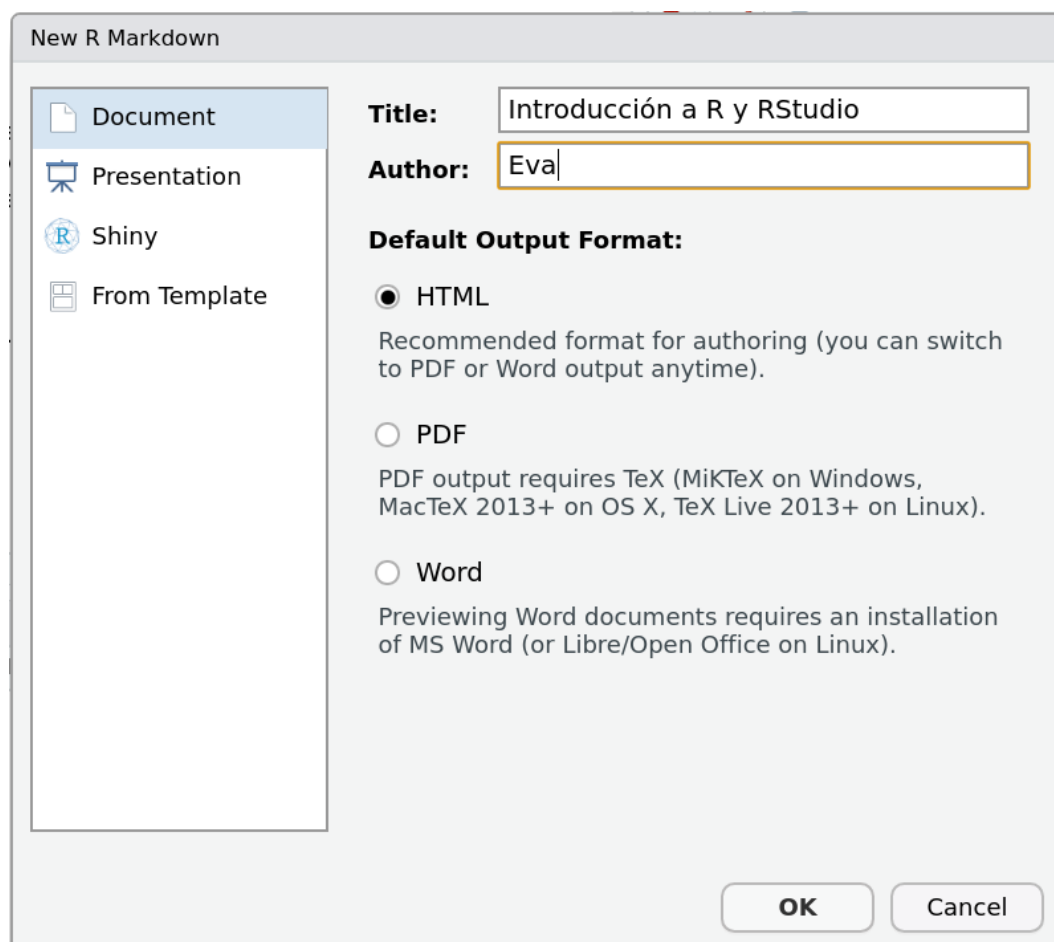 New R Markdown
Document
Presentation
Shiny
From Template
Title: Introducción a R y RStudio
Author: Eva
Default Output Format:
HTML
Recommended format for authoring (you can switch
to PDF or Word output anytime).
PDF
PDF output requires TeX (MiKTeX on Windows,
MacTeX 2013+ on OS X, TeX Live 2013+ on Linux).
Word
Previewing Word documents requires an installation
of MS Word (or Libre/Open Office on Linux).
OK Cancel